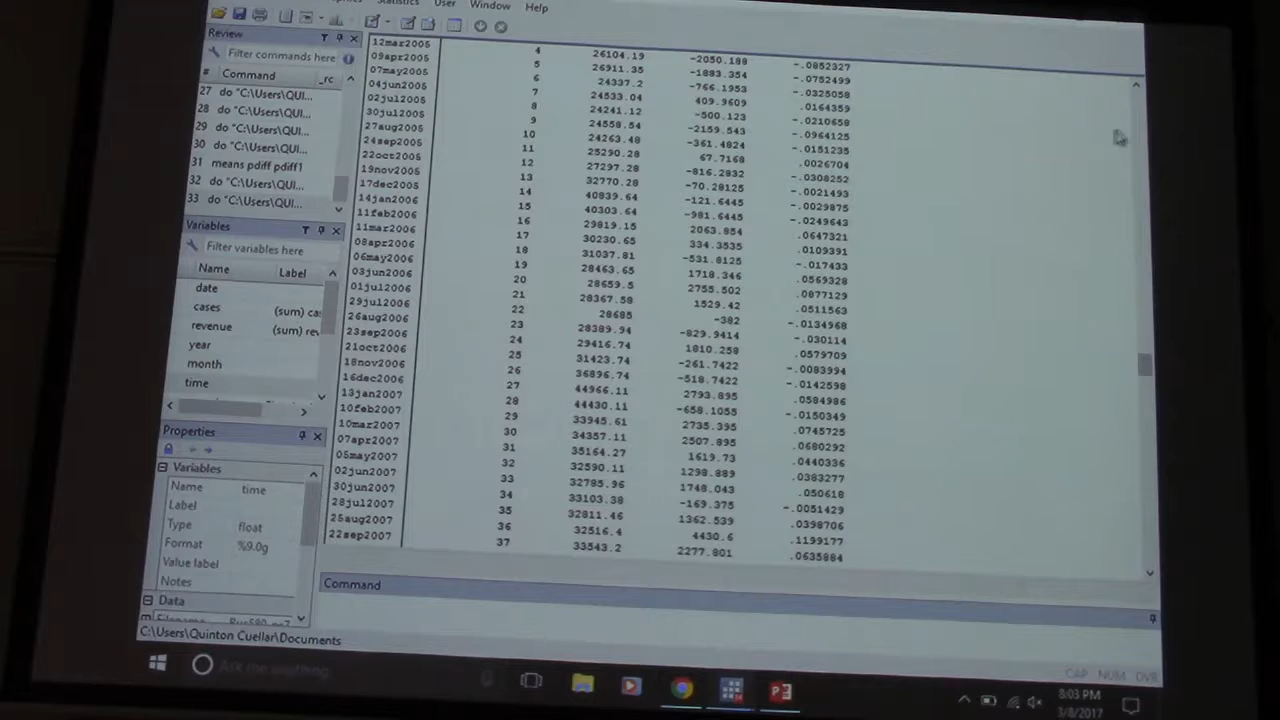 Statistics User Window Help
Review
Filter commands here
# Command _rc
27 do "C:\Users\QUI...
28 do "C:\Users\QUI...
29 do "C:\Users\QUI...
30 do "C:\Users\QUI...
31 means pdiff pdiff1
32 do "C:\Users\QUI...
33 do "C:\Users\QUI...
Variables
Filter variables here
Name Label
date
cases (sum) ca
revenue (sum) rev
year
month
time
Properties
Variables
Name time
Label
Type float
Format %9.0g
Value label
Notes
Data
12mar2005 4 26104.19 -2050.188 -.0852327
09apr2005 5 26911.35 -1883.354 -.0752499
07may2005 6 24337.2 -766.1953 -.0325058
04jun2005 7 24533.04 409.9609 .0164359
02jul2005 8 24241.12 -500.123 -.0210658
30jul2005 9 24558.54 -2159.543 -.0964125
27aug2005 10 24263.48 -361.4824 -.0151235
24sep2005 11 25290.28 67.7168 .0026704
22oct2005 12 27297.28 -816.2832 -.0308252
19nov2005 13 32770.28 -70.28125 -.0021493
17dec2005 14 40839.64 -121.6445 -.0029875
14jan2006 15 40303.64 -981.6445 -.0249643
11feb2006 16 29819.15 2063.854 .0647321
11mar2006 17 30230.65 334.3535 .0109391
08apr2006 18 31037.81 -531.8125 -.017433
06may2006 19 28463.65 1718.346 .0569328
03jun2006 20 28659.5 2755.502 .0877129
01jul2006 21 28367.58 1529.42 .0511563
29jul2006 22 28685 -382 -.0134968
26aug2006 23 28389.94 -829.9414 -.030114
23sep2006 24 29416.74 1810.258 .0579709
21oct2006 25 31423.74 -261.7422 -.0083994
18nov2006 26 36896.74 -518.7422 -.0142598
16dec2006 27 44966.11 2793.895 .0584986
13jan2007 28 44430.11 -658.1055 -.0150349
10feb2007 29 33945.61 2735.395 .0745725
10mar2007 30 34357.11 2507.895 .0680292
07apr2007 31 35164.27 1619.73 .0440336
05may2007 32 32590.11 1298.889 .0383277
02jun2007 33 32785.96 1748.043 .050618
30jun2007 34 33103.38 -169.375 -.0051429
28jul2007 35 32811.46 1362.539 .0398706
25aug2007 36 32516.4 4430.6 .1199177
22sep2007 37 33543.2 2277.801 .0635884
Command
C:\Users\Quinton Cuellar\Documents
CAP NUM OVR
Ask me anything
8:03 PM
3/8/2017